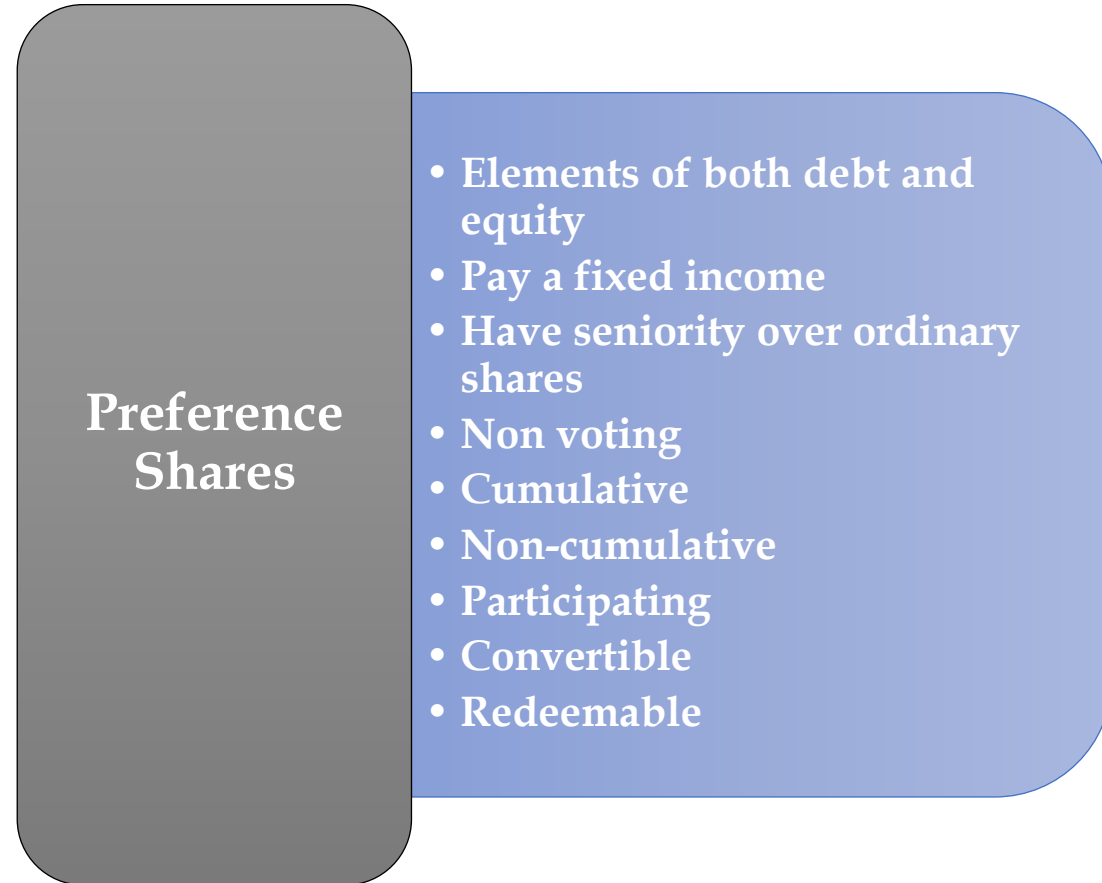 Preference
Shares
• Elements of both debt and
equity
• Pay a fixed income
• Have seniority over ordinary
shares
• Non voting
• Cumulative
• Non-cumulative
• Participating
• Convertible
• Redeemable